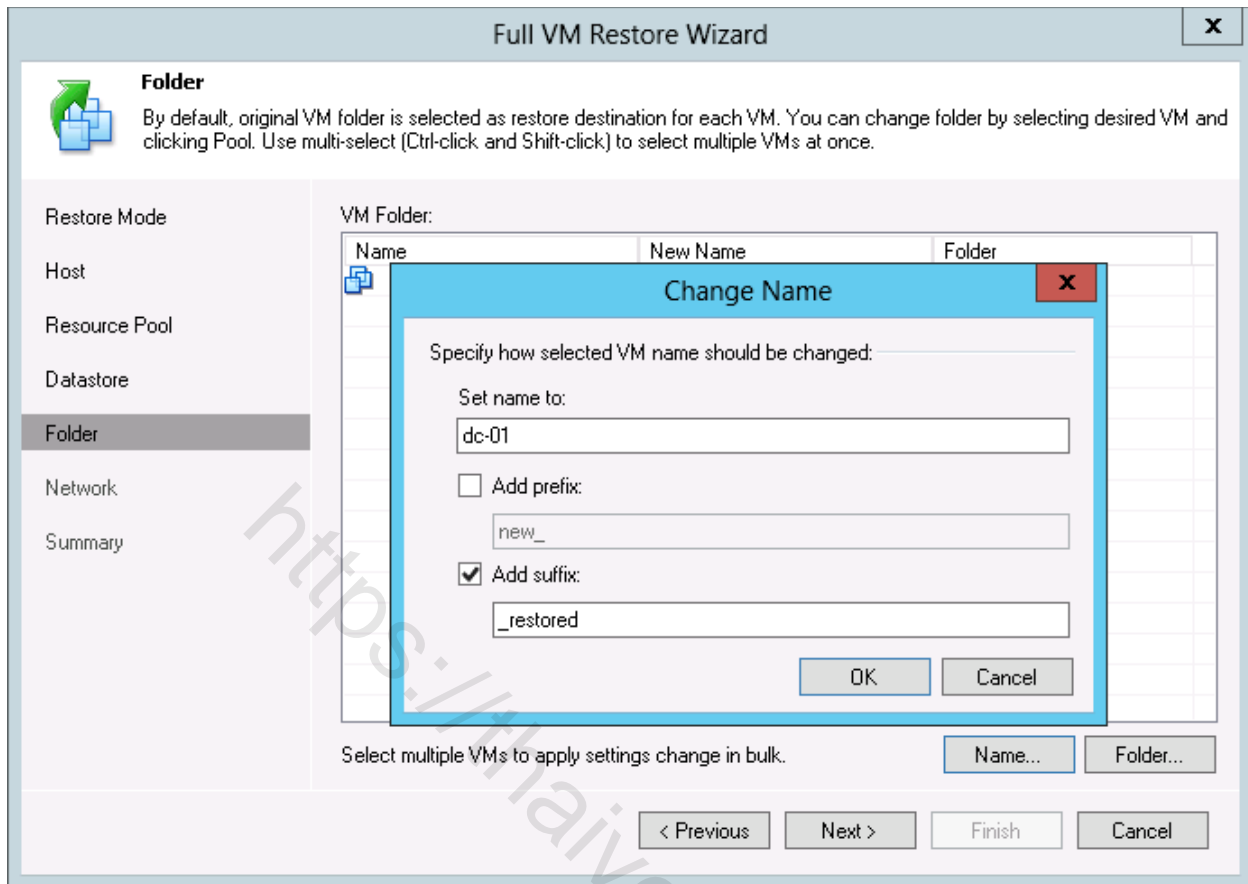 Full VM Restore Wizard
x
Folder
By default, original VM folder is selected as restore destination for each VM. You can change folder by selecting desired VM and
clicking Pool. Use multi-select (Ctrl-click and Shift-click) to select multiple VMs at once.
Restore Mode
Host
Resource Pool
Datastore
Folder
Network
Summary
VM Folder:
Name New Name Folder
Change Name
x
Specify how selected VM name should be changed:
Set name to:
dc-01
Add prefix:
new_
Add suffix:
_restored
OK Cancel
Select multiple VMs to apply settings change in bulk.
Name... Folder...
< Previous Next > Finish Cancel
https://thaiv